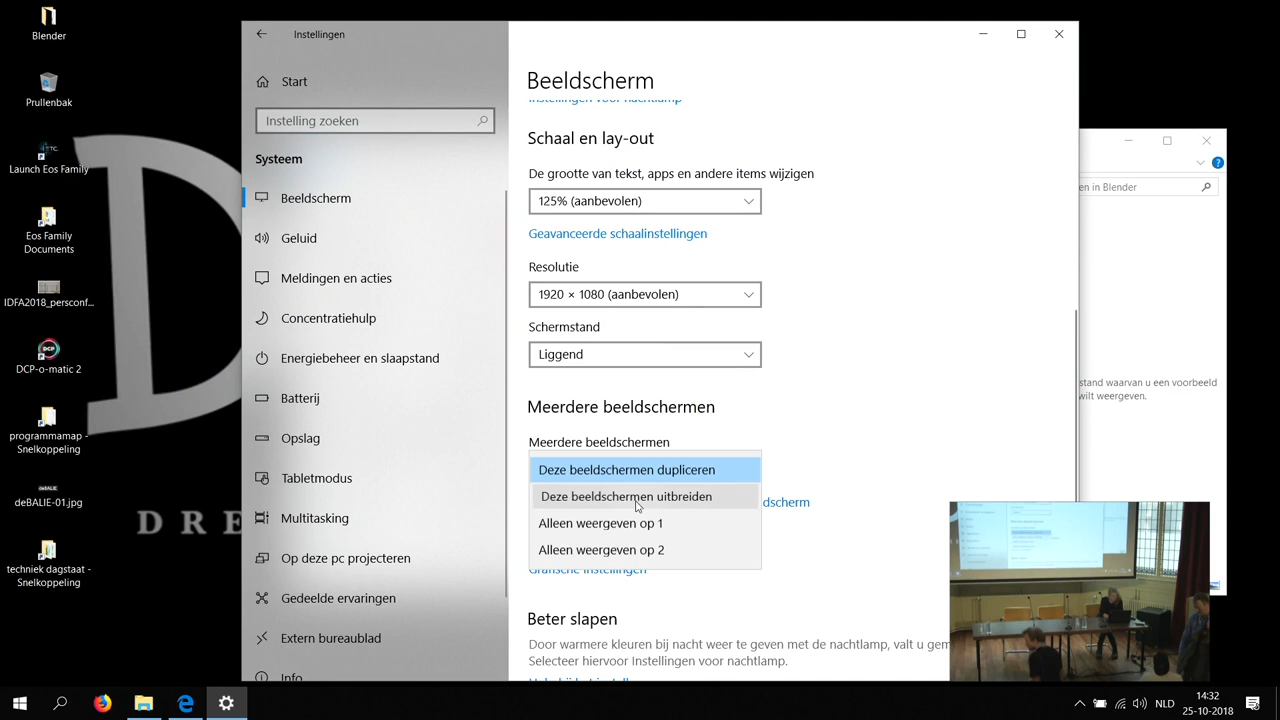 Blender
Prullenbak
Launch Eos Family
Eos Family
Documents
IDFA2018_persconf...
DCP-o-matic 2
programmamap -
Snelkoppeling
deBALIE-01.jpg
techniek dagstaat -
Snelkoppeling
D
DRE
Instellingen
Start
Instelling zoeken
Systeem
Beeldscherm
Geluid
Meldingen en acties
Concentratiehulp
Energiebeheer en slaapstand
Batterij
Opslag
Tabletmodus
Multitasking
Op deze pc projecteren
Gedeelde ervaringen
Extern bureaublad
Info
Beeldscherm
Instellingen voor nachtlamp
Schaal en lay-out
De grootte van tekst, apps en andere items wijzigen
125% (aanbevolen)
Geavanceerde schaalinstellingen
Resolutie
1920 × 1080 (aanbevolen)
Schermstand
Liggend
Meerdere beeldschermen
Meerdere beeldschermen
Deze beeldschermen dupliceren
Deze beeldschermen uitbreiden
dscherm
Alleen weergeven op 1
Alleen weergeven op 2
Grafische instellingen
Beter slapen
Door warmere kleuren bij nacht weer te geven met de nachtlamp, valt u gem
Selecteer hiervoor Instellingen voor nachtlamp.
en in Blender
stand waarvan u een voorbeeld
wilt weergeven.
NLD
14:32
25-10-2018